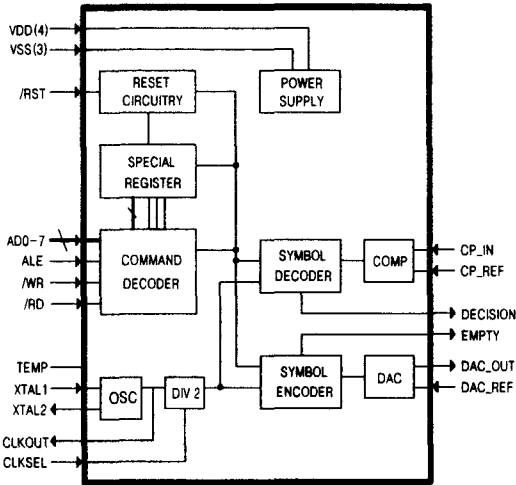 VDD(4)
VSS(3)
/RST
RESET
CIRCUITRY
POWER
SUPPLY
SPECIAL
REGISTER
AD0-7
ALE
/WR
/RD
COMMAND
DECODER
SYMBOL
DECODER
COMP
CP_IN
CP_REF
DECISION
EMPTY
TEMP
XTAL1
XTAL2
OSC
DIV 2
SYMBOL
ENCODER
DAC
DAC_OUT
DAC_REF
CLKOUT
CLKSEL